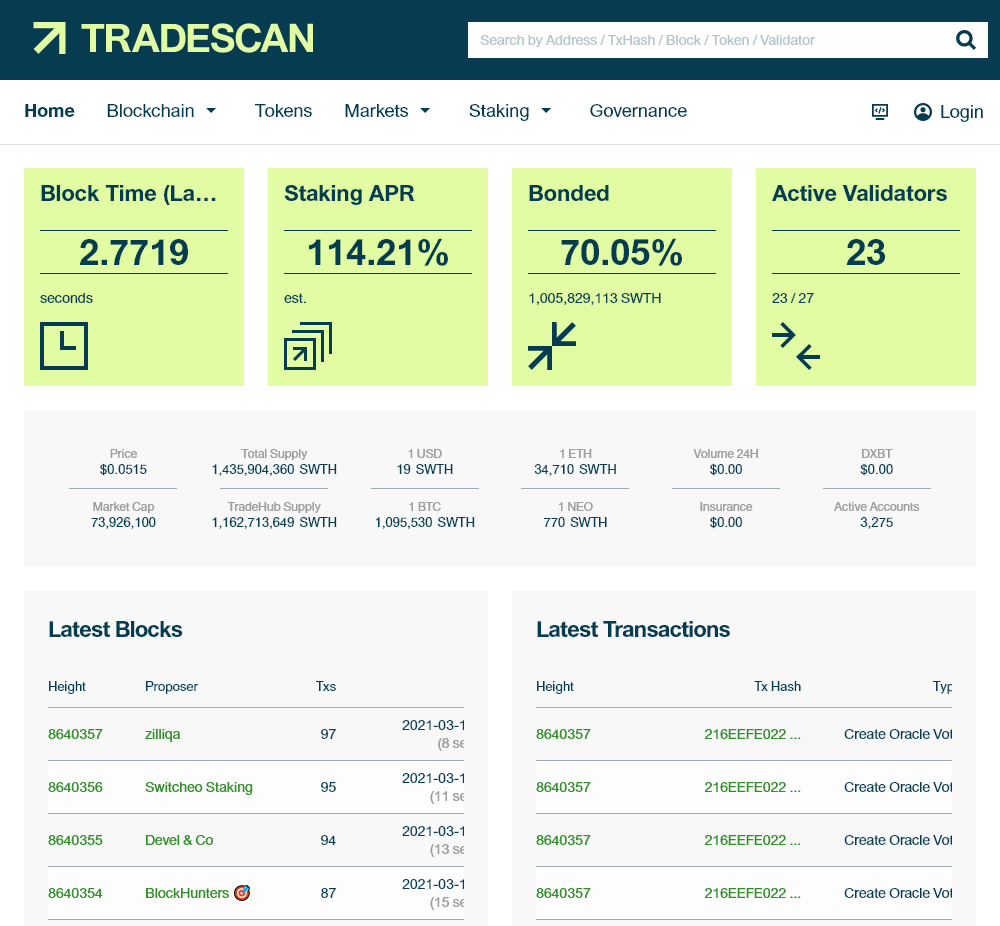 TRADESCAN
Search by Address / TxHash / Block / Token / Validator
Home Blockchain Tokens Markets Staking Governance Login
Block Time (La... Staking APR Bonded Active Validators
2.7719 114.21% 70.05% 23
seconds est. 1,005,829,113 SWTH 23 / 27
Price Total Supply 1 USD 1 ETH Volume 24H DXBT
$0.0515 1,435,904,360 SWTH 19 SWTH 34,710 SWTH $0.00 $0.00
Market Cap TradeHub Supply 1 BTC 1 NEO Insurance Active Accounts
73,926,100 1,162,713,649 SWTH 1,095,530 SWTH 770 SWTH $0.00 3,275
Latest Blocks
Height Proposer Txs
8640357 zilliqa 97 2021-03-1
(8 se
8640356 Switcheo Staking 95 2021-03-1
(11 se
8640355 Devel & Co 94 2021-03-1
(13 se
8640354 BlockHunters 🎯 87 2021-03-1
(15 se
Latest Transactions
Height Tx Hash Typ
8640357 216EEFE022 ... Create Oracle Vot
8640357 216EEFE022 ... Create Oracle Vot
8640357 216EEFE022 ... Create Oracle Vot
8640357 216EEFE022 ... Create Oracle Vot